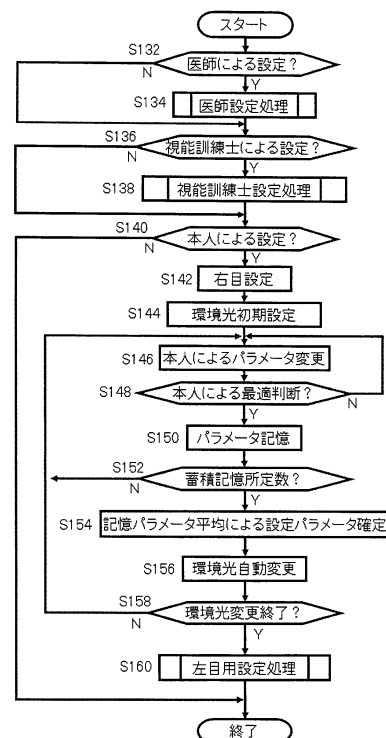 スタート
S132
医師による設定？
N
Y
S134
医師設定処理
S136
視能訓練士による設定？
N
Y
S138
視能訓練士設定処理
S140
本人による設定？
N
Y
S142
右目設定
S144
環境光初期設定
S146
本人によるパラメータ変更
S148
本人による最適判断？
N
Y
S150
パラメータ記憶
S152
蓄積記憶所定数？
N
Y
S154
記憶パラメータ平均による設定パラメータ確定
S156
環境光自動変更
S158
環境光変更終了？
N
Y
S160
左目用設定処理
終了